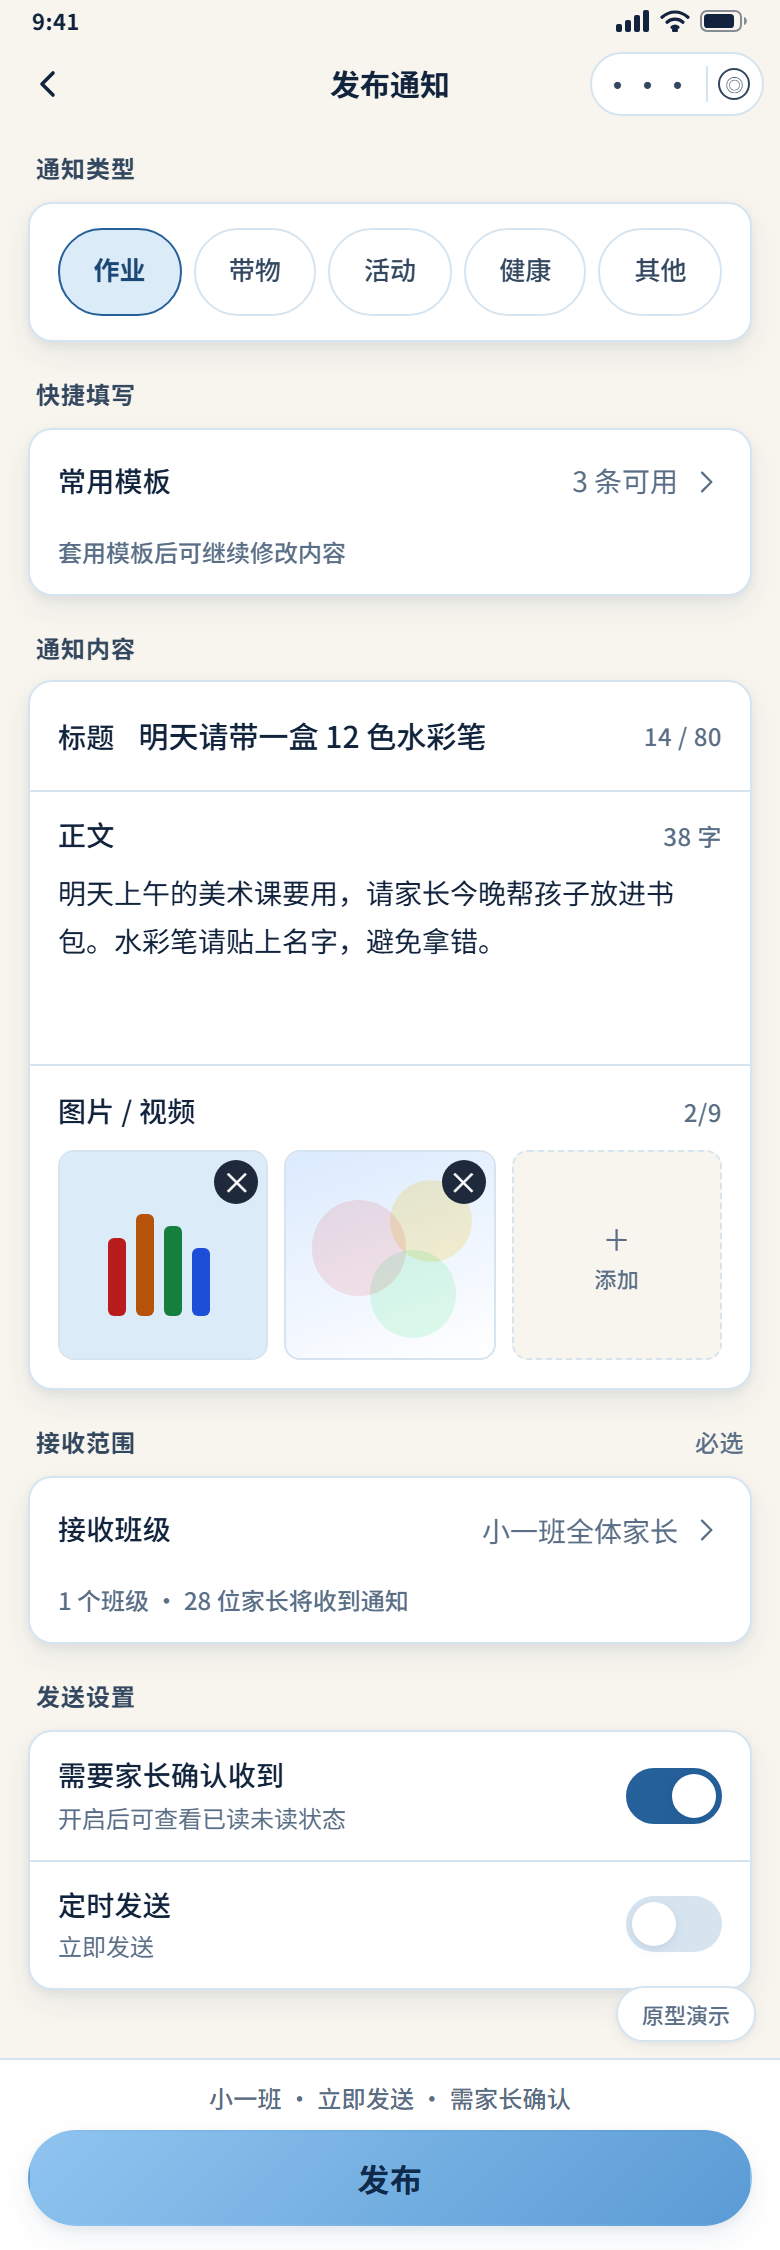 9:41
发布通知
通知类型
作业 带物 活动 健康 其他
快捷填写
常用模板 3 条可用
套用模板后可继续修改内容
通知内容
标题 明天请带一盒 12 色水彩笔 14 / 80
正文 38 字
明天上午的美术课要用，请家长今晚帮孩子放进书
包。水彩笔请贴上名字，避免拿错。
图片 / 视频 2/9
添加
接收范围 必选
接收班级 小一班全体家长
1 个班级 · 28 位家长将收到通知
发送设置
需要家长确认收到
开启后可查看已读未读状态
定时发送
立即发送
原型演示
小一班 · 立即发送 · 需家长确认
发布